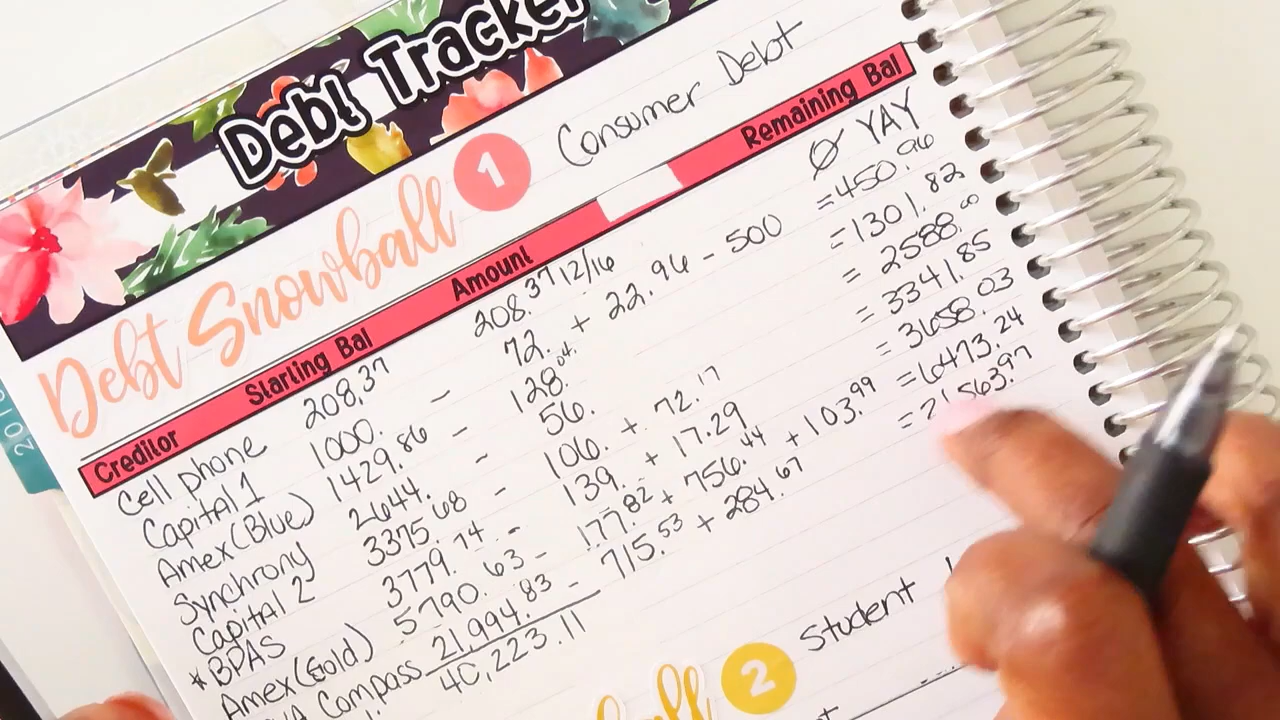 Debt Tracker
Debt Snowball 1 Consumer Debt
Creditor Starting Bal Amount Remaining Bal
Cell phone 208.37 208.37 12/16 Ø YAY
Capital 1 1000. - 72. + 22.96 - 500 =450.96
Amex (Blue) 1429.86 - 128.04. =1301.82
Synchrony 2644. - 56. = 2588.00
Capital 2 3375.68 - 106. + 72.17 = 3341.85
*BPAS 3779.74 - 139. + 17.29 = 3658.03
Amex (Gold) 5790.63 - 177.82 + 756.44 + 103.99 =6473.24
Compass 21,994.83 - 715.53 + 284.67 = 21563.97
40,223.11
2 Student